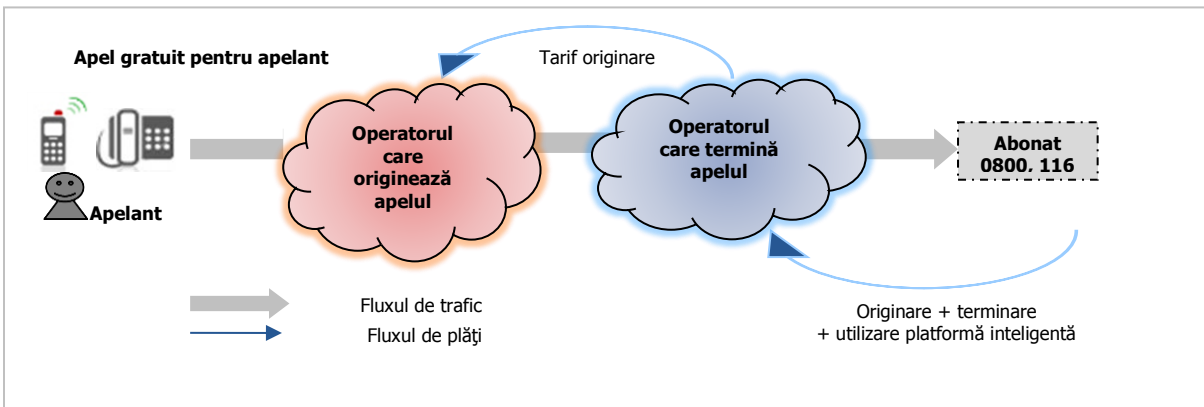 Apel gratuit pentru apelant
Tarif originare
Operatorul
care
originează
apelul
Operatorul
care termină
apelul
Abonat
0800, 116
Apelant
Fluxul de trafic
Fluxul de plăţi
Originare + terminare
+ utilizare platformă inteligentă